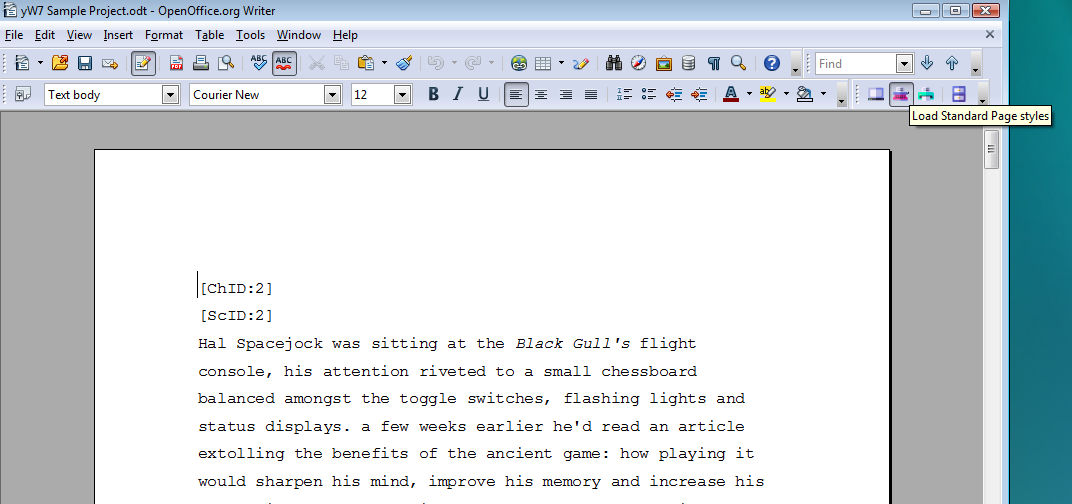 yW7 Sample Project.odt - OpenOffice.org Writer
File Edit View Insert Format Table Tools Window Help
PDF ABC ABC Find
Text body Courier New 12 B I U A ab
Load Standard Page styles
[ChID:2]
[ScID:2]
Hal Spacejock was sitting at the Black Gull's flight
console, his attention riveted to a small chessboard
balanced amongst the toggle switches, flashing lights and
status displays. a few weeks earlier he'd read an article
extolling the benefits of the ancient game: how playing it
would sharpen his mind, improve his memory and increase his